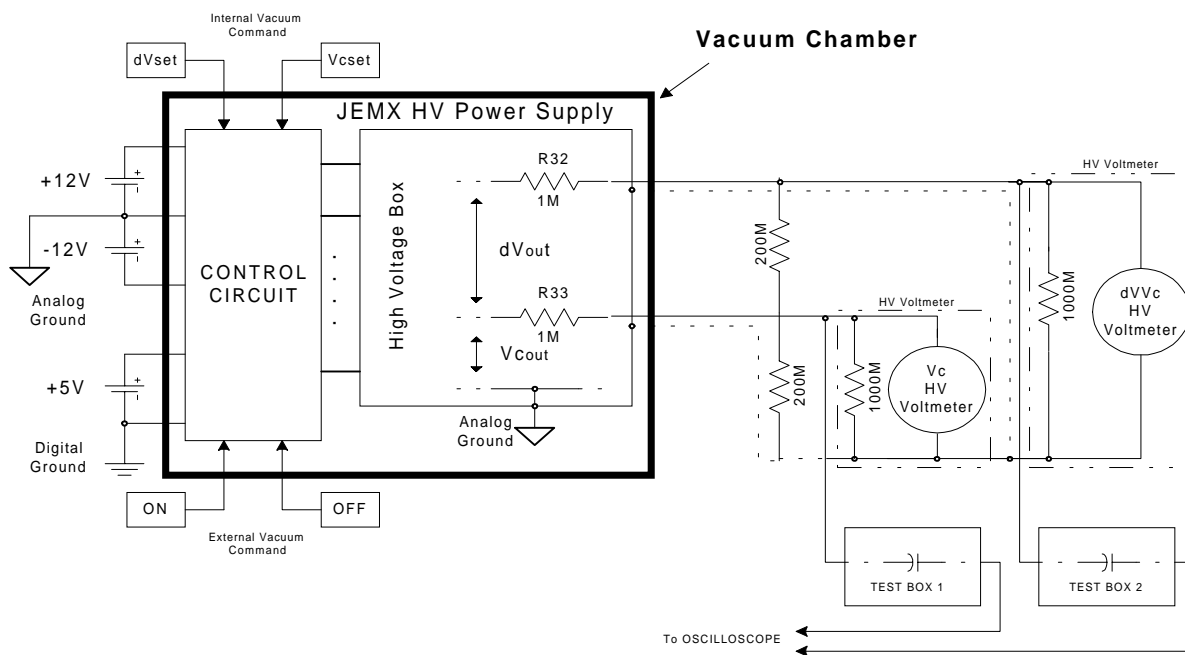 Internal Vacuum
Command
dVset
Vcset
Vacuum Chamber
JEMX HV Power Supply
+12V
-12V
Analog
Ground
+5V
Digital
Ground
CONTROL
CIRCUIT
High Voltage Box
R32
1M
dVout
R33
1M
Vcout
Analog
Ground
ON
OFF
External Vacuum
Command
200M
200M
HV Voltmeter
1000M
Vc
HV
Voltmeter
HV Voltmeter
1000M
dVVc
HV
Voltmeter
TEST BOX 1
TEST BOX 2
To OSCILLOSCOPE